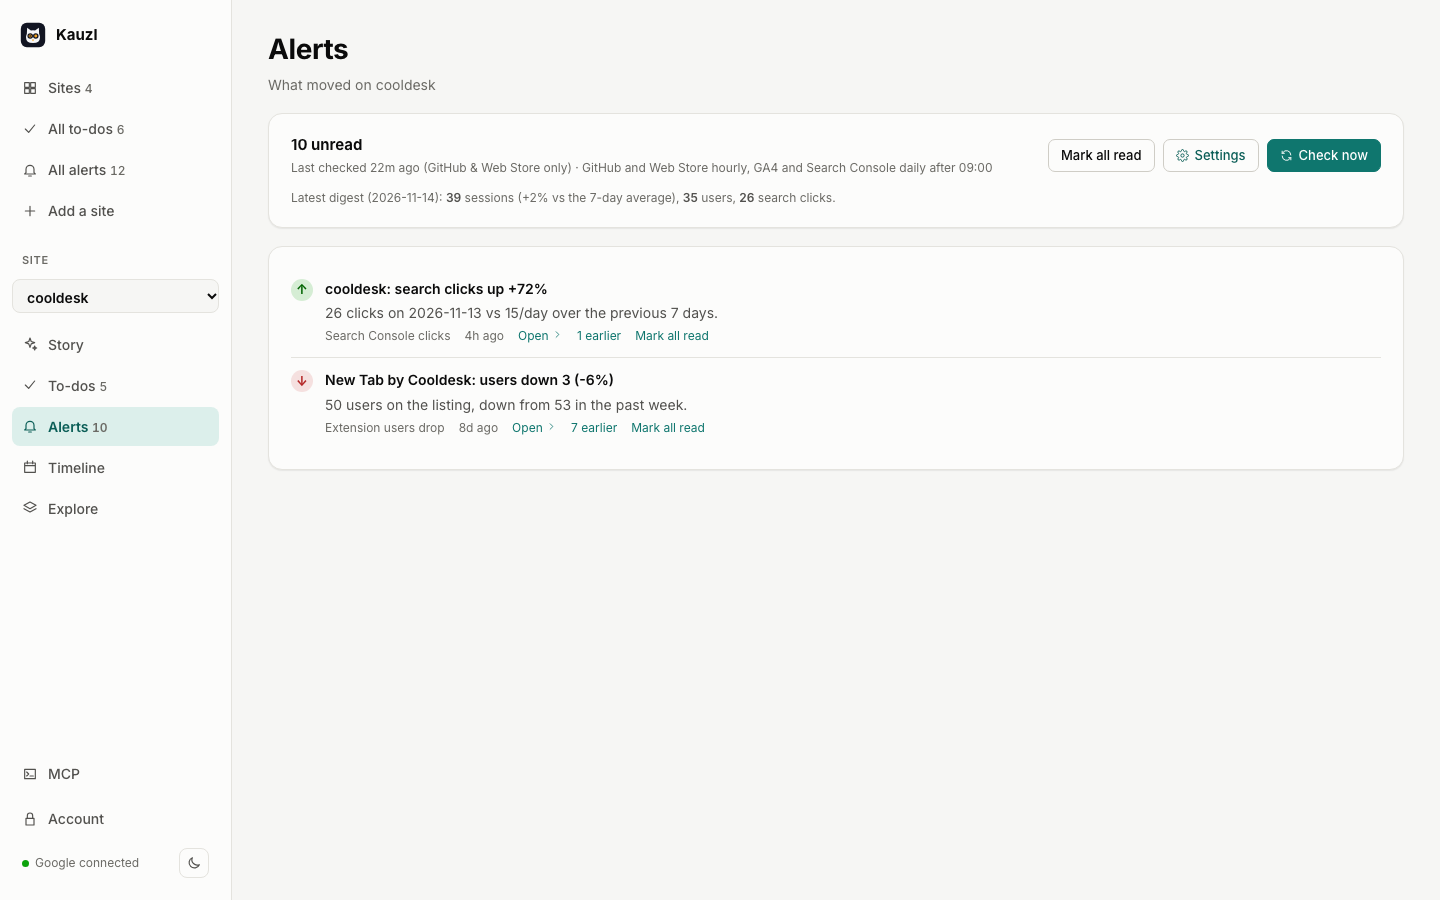 Kauzl
Sites 4
All to-dos 6
All alerts 12
Add a site
SITE
cooldesk
Story
To-dos 5
Alerts 10
Timeline
Explore
MCP
Account
Google connected
Alerts
What moved on cooldesk
10 unread
Last checked 22m ago (GitHub & Web Store only) · GitHub and Web Store hourly, GA4 and Search Console daily after 09:00
Mark all read
Settings
Check now
Latest digest (2026-11-14): 39 sessions (+2% vs the 7-day average), 35 users, 26 search clicks.
cooldesk: search clicks up +72%
26 clicks on 2026-11-13 vs 15/day over the previous 7 days.
Search Console clicks 4h ago Open 1 earlier Mark all read
New Tab by Cooldesk: users down 3 (-6%)
50 users on the listing, down from 53 in the past week.
Extension users drop 8d ago Open 7 earlier Mark all read